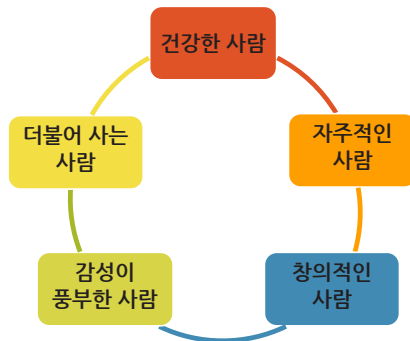 건강한 사람
자주적인
사람
창의적인
사람
감성이
풍부한 사람
더불어 사는
사람